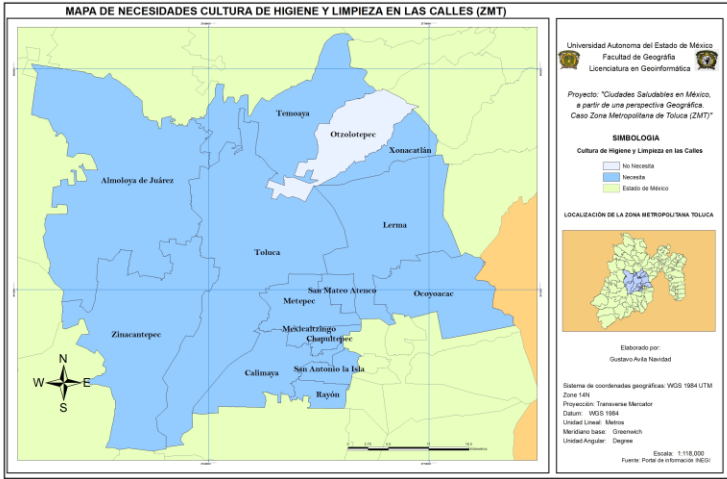 MAPA DE NECESIDADES CULTURA DE HIGIENE Y LIMPIEZA EN LAS CALLES (ZMT)
Temoaya
Otzolotepec
Xonacatlán
Almoloya de Juárez
Lerma
Toluca
San Mateo Atenco
Metepec
Ocoyoacac
Zinacantepec
Mexicaltzingo
Chapultepec
Calimaya
San Antonio la Isla
Rayón
N
W
E
S
Universidad Autonoma del Estado de México
Facultad de Geográfia
Licenciatura en Geoinformática
Proyecto: "Ciudades Saludables en México,
a partir de una perspectiva Geográfica.
Caso Zona Metropolitana de Toluca (ZMT)"
SIMBOLOGIA
Cultura de Higiene y Limpieza en las Calles
No Necesita
Necesita
Estado de México
LOCALIZACIÓN DE LA ZONA METROPOLITANA TOLUCA
Elaborado por:
Gustavo Avila Navidad
Sistema de coordenadas geográficas: WGS 1984 UTM
Zone 14N
Proyección: Transverse Mercator
Datum: WGS 1984
Unidad Lineal: Metros
Meridiano base: Greenwich
Unidad Angular: Degree
Escala: 1:118,000
Fuente: Portal de información INEGI